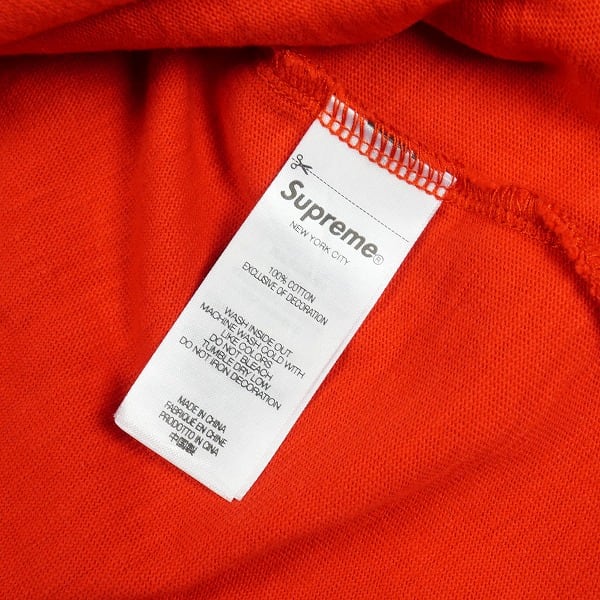 Supreme®
NEW YORK CITY
100% COTTON
EXCLUSIVE OF DECORATION
WASH INSIDE OUT
MACHINE WASH COLD WITH
LIKE COLORS
DO NOT BLEACH
TUMBLE DRY LOW
DO NOT IRON DECORATION
MADE IN CHINA
FABRIQUÉ EN CHINE
PRODOTTO IN CINA
中国製